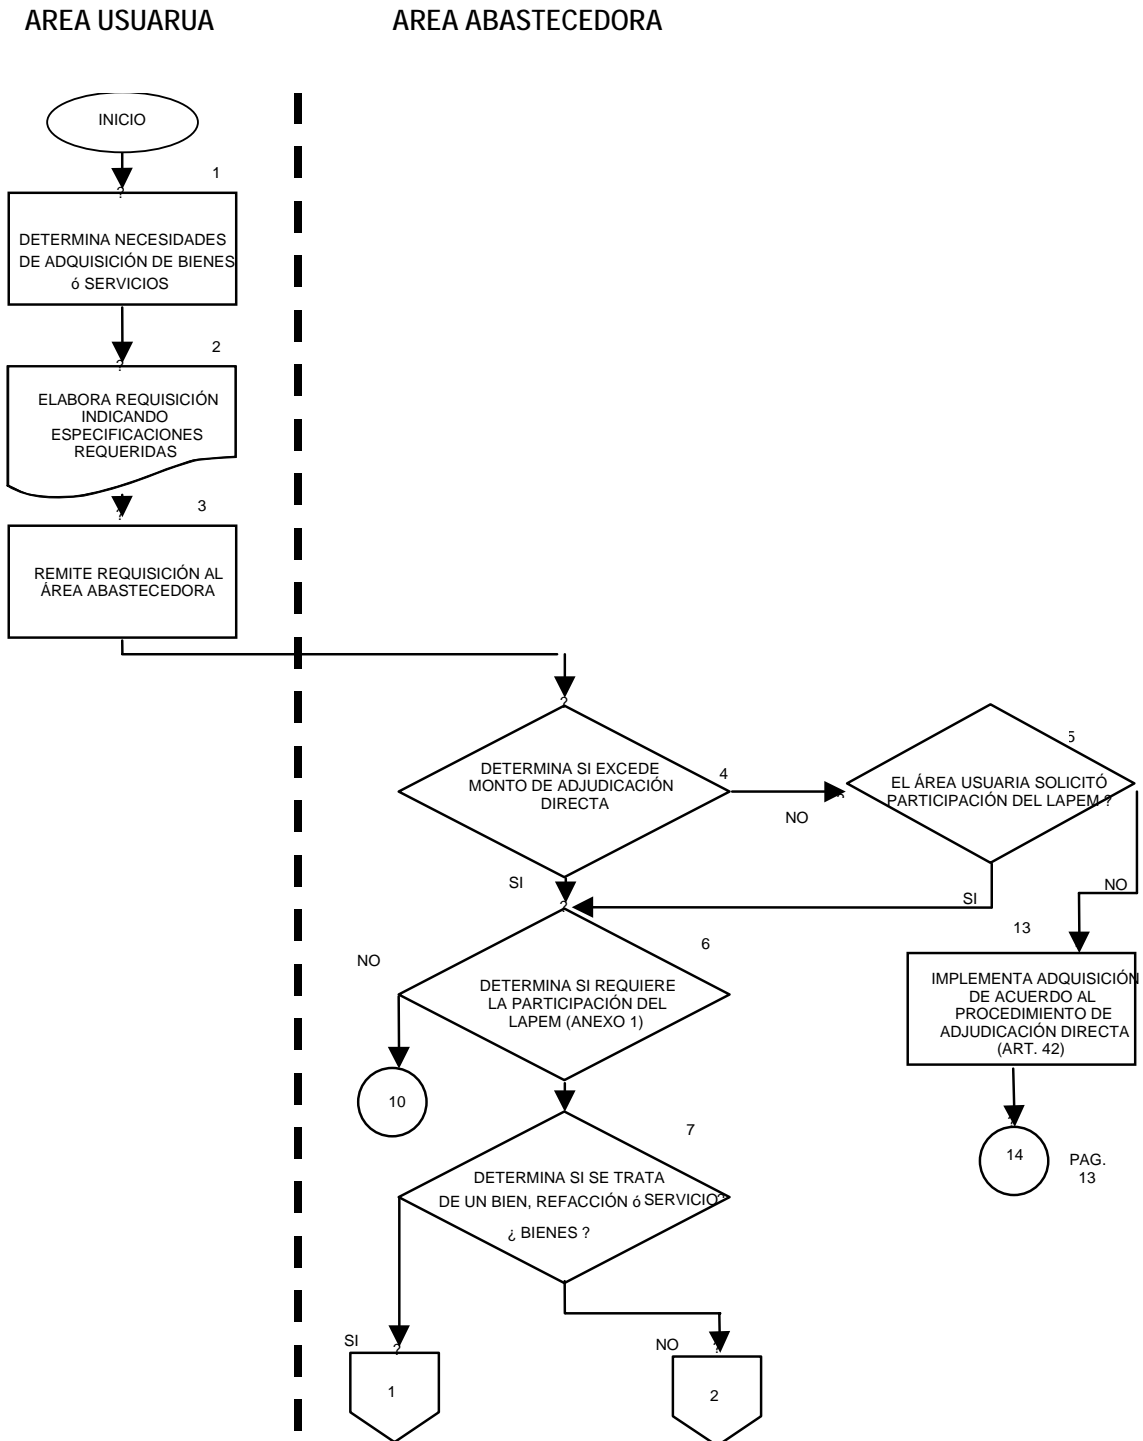 AREA USUARUA
AREA ABASTECEDORA
INICIO
1
?
DETERMINA NECESIDADES
DE ADQUISICIÓN DE BIENES
ó SERVICIOS
2
?
ELABORA REQUISICIÓN
INDICANDO
ESPECIFICACIONES
REQUERIDAS
3
?
REMITE REQUISICIÓN AL
ÁREA ABASTECEDORA
?
DETERMINA SI EXCEDE
MONTO DE ADJUDICACIÓN
DIRECTA
4
NO
?
5
EL ÁREA USUARIA SOLICITÓ
PARTICIPACIÓN DEL LAPEM ?
SI
SI
NO
?
6
NO
DETERMINA SI REQUIERE
LA PARTICIPACIÓN DEL
LAPEM (ANEXO 1)
13
IMPLEMENTA ADQUISICIÓN
DE ACUERDO AL
PROCEDIMIENTO DE
ADJUDICACIÓN DIRECTA
(ART. 42)
10
?
14
PAG.
13
7
DETERMINA SI SE TRATA
DE UN BIEN, REFACCIÓN ó SERVICIO?
¿ BIENES ?
SI
?
1
NO
?
2